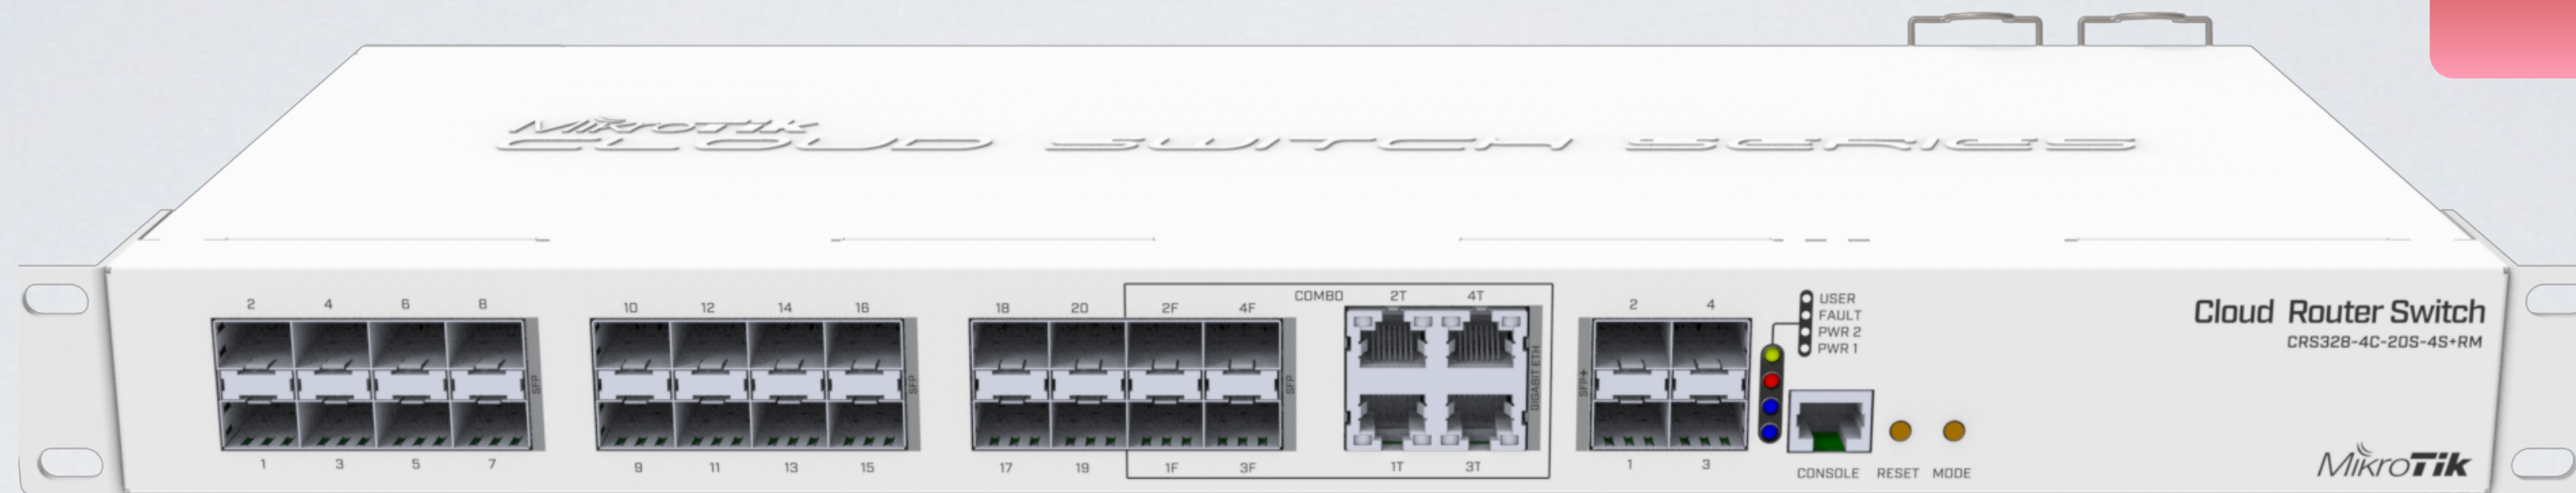 MikroTik
CLOUD SWITCH SERIES
2 4 6 8
10 12 14 16
18 20 2F 4F
COMBO 2T 4T
2 4
USER
FAULT
PWR 2
PWR 1
SFP
SFP
SFP
GIGABIT ETH
SFP+
1 3 5 7
9 11 13 15
17 19 1F 3F
1T 3T
1 3
CONSOLE RESET MODE
Cloud Router Switch
CRS328-4C-20S-4S+RM
MikroTik